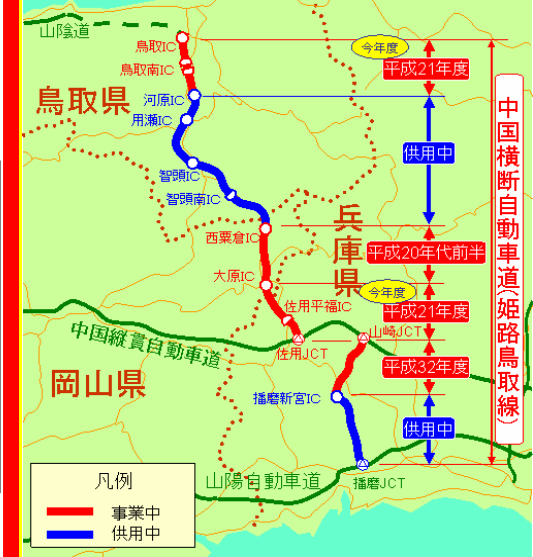 山陰道
鳥取IC
今年度
鳥取南IC
平成21年度
鳥取県
河原IC
用瀬IC
供用中
智頭IC
智頭南IC
兵庫県
西粟倉IC
平成20年代前半
大原IC
今年度
佐用平福IC
平成21年度
中国縦貫自動車道
佐用JCT
山崎JCT
平成32年度
岡山県
播磨新宮IC
供用中
山陽自動車道
播磨JCT
中国横断自動車道(姫路鳥取線)
凡例
事業中
供用中